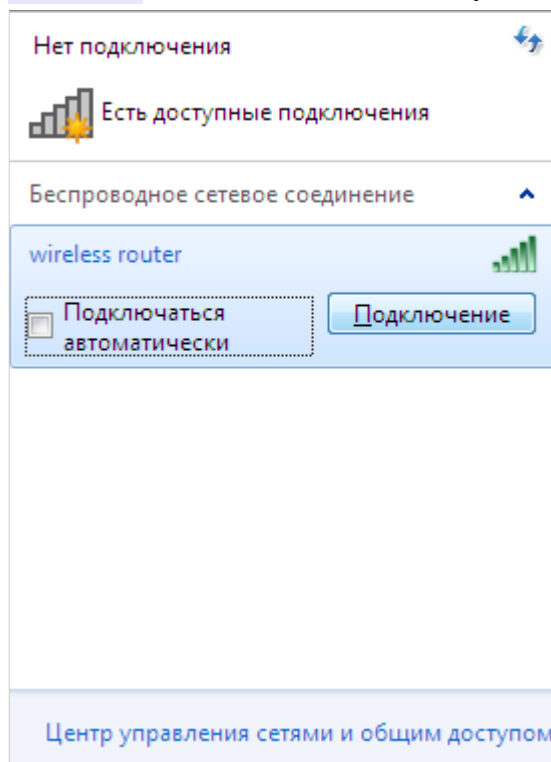 Нет подключения
Есть доступные подключения
Беспроводное сетевое соединение
wireless router
Подключаться
автоматически
Подключение
Центр управления сетями и общим доступом